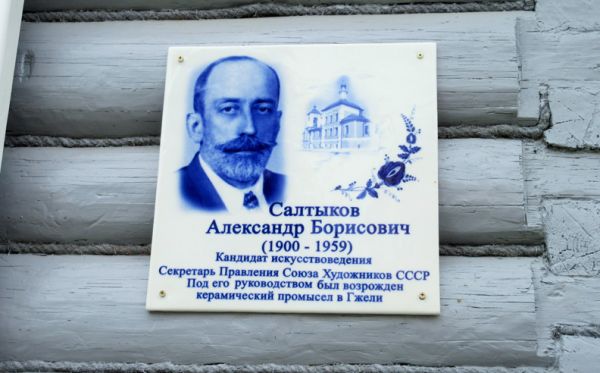 Салтыков
Александр Борисович
(1900 - 1959)
Кандидат искусствоведения
Секретарь Правления Союза Художников СССР
Под его руководством был возрожден
керамический промысел в Гжели